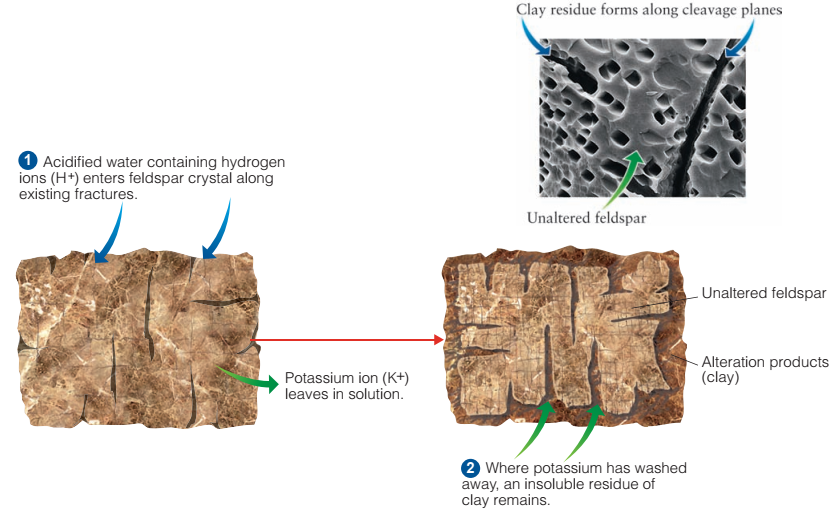 Clay residue forms along cleavage planes
1 Acidified water containing hydrogen
ions (H+) enters feldspar crystal along
existing fractures.
Unaltered feldspar
Unaltered feldspar
Potassium ion (K+)
leaves in solution.
Alteration products
(clay)
2 Where potassium has washed
away, an insoluble residue of
clay remains.